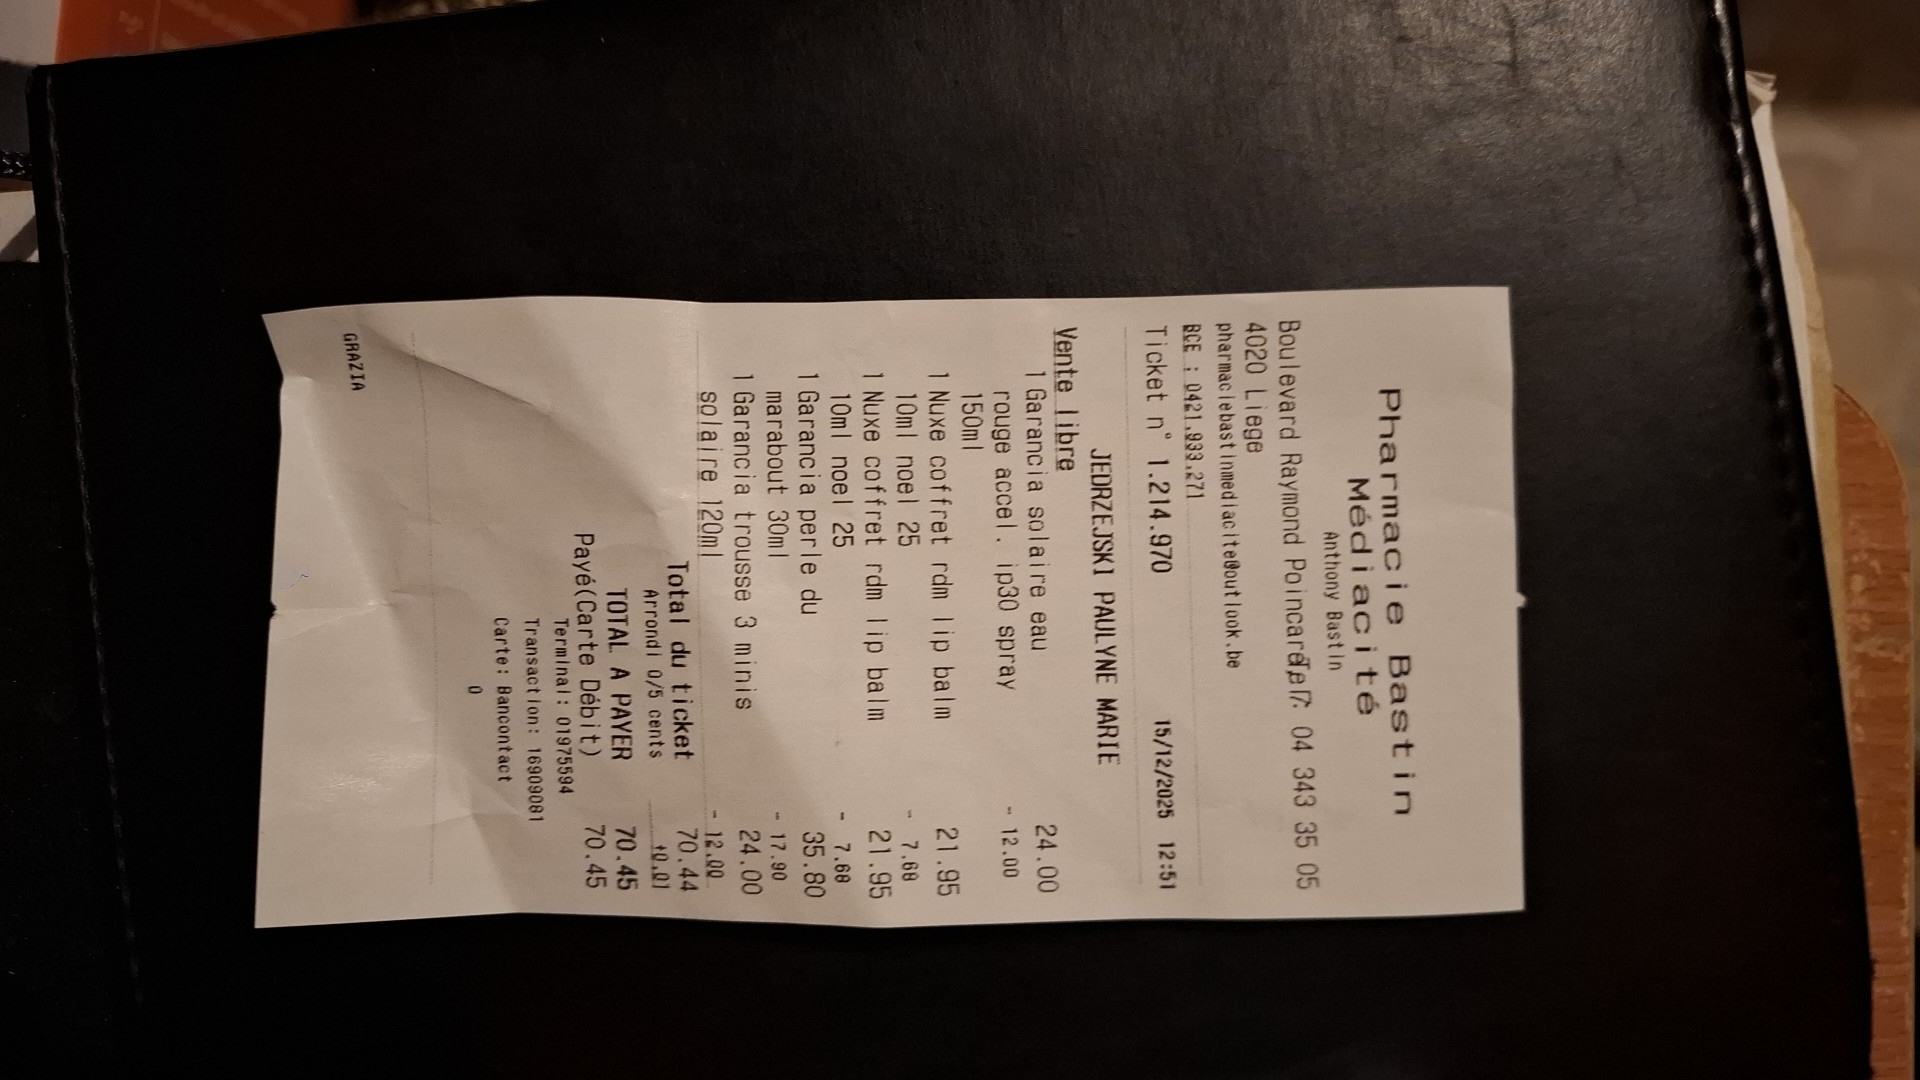 Pharmacie Bastin
Médiacité
Anthony Bastin
Boulevard Raymond Poincaré 7 Tel: 04 343 35 05
4020 Liege
pharmaciebastinmediacite@outlook.be
BCE : 0421.933.271
Ticket n° 1.214.970 15/12/2025 12:51
JEDRZEJSKI PAULYNE MARIE
Vente libre
1 Garancia solaire eau 24.00
rouge accel. ip30 spray - 12.00
150ml
1 Nuxe coffret rdm lip balm 21.95
10ml noel 25 - 7.68
1 Nuxe coffret rdm lip balm 21.95
10ml noel 25 - 7.68
1 Garancia perle du 35.80
marabout 30ml - 17.90
1 Garancia trousse 3 minis 24.00
solaire 120ml - 12.00
Total du ticket 70.44
Arrondi 0/5 cents +0.01
TOTAL A PAYER 70.45
Payé(Carte Débit) 70.45
Terminal: 01975594
Transaction: 16909081
Carte: Bancontact
0
GRAZIA